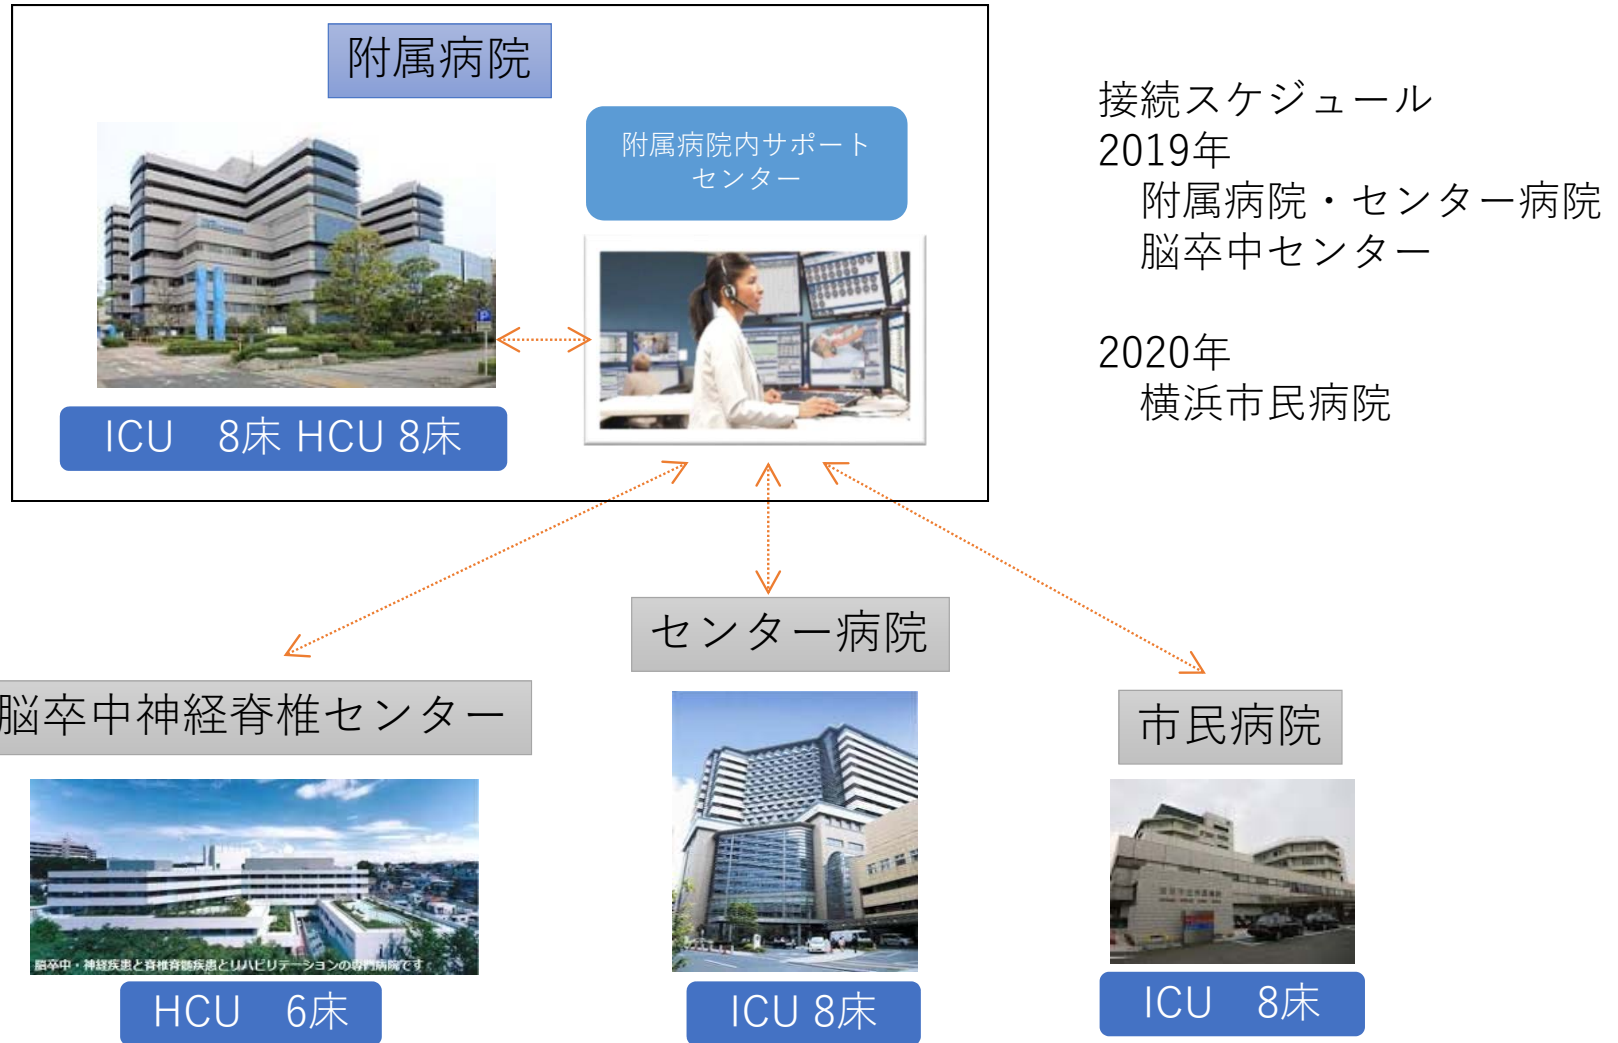 附属病院
附属病院内サポート
センター
ICU　8床 HCU 8床
接続スケジュール
2019年
附属病院・センター病院
脳卒中センター
2020年
横浜市民病院
脳卒中神経脊椎センター
脳卒中・神経疾患と脊椎脊髄疾患とリハビリテーションの専門病院です
HCU　6床
センター病院
ICU 8床
市民病院
ICU　8床